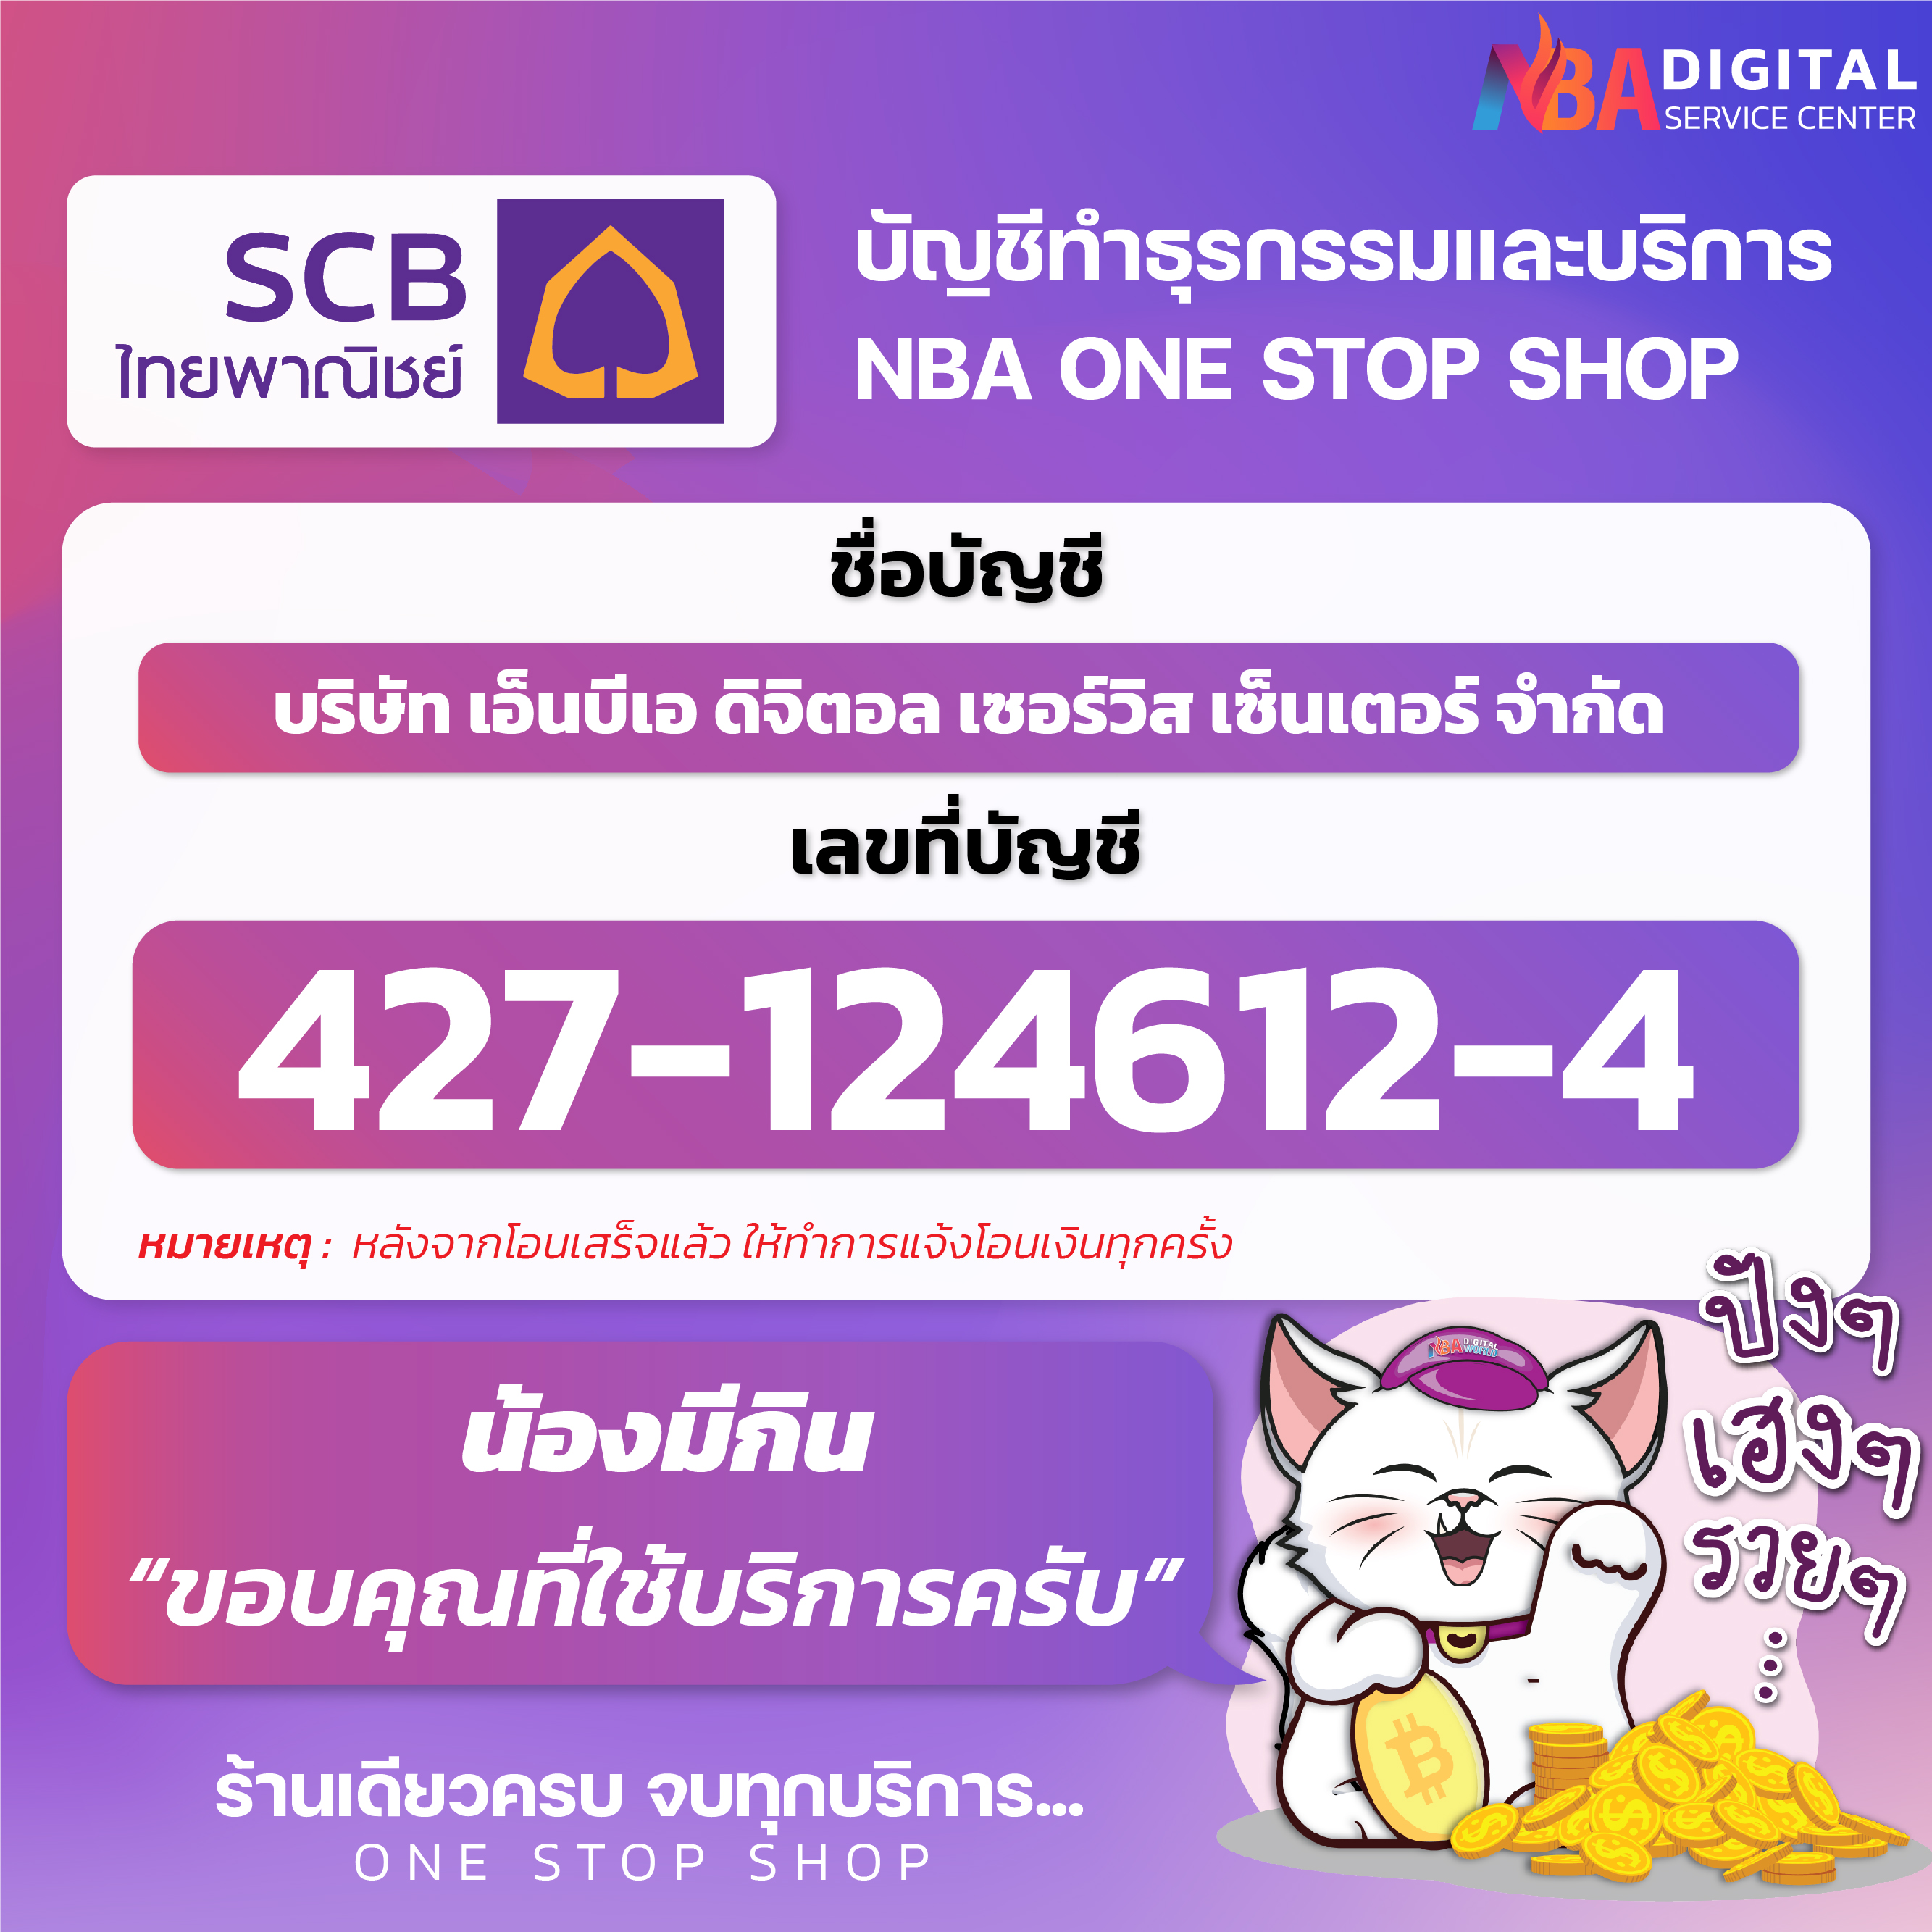 NBA DIGITAL
SERVICE CENTER
SCB
ไทยพาณิชย์
บัญชีทำธุรกรรมและบริการ
NBA ONE STOP SHOP
ชื่อบัญชี
บริษัท เอ็นบีเอ ดิจิตอล เซอร์วิส เซ็นเตอร์ จำกัด
เลขที่บัญชี
427-124612-4
หมายเหตุ : หลังจากโอนเสร็จแล้ว ให้ทำการแจ้งโอนเงินทุกครั้ง
น้องมีกิน
“ขอบคุณที่ใช้บริการครับ”
NBA DIGITAL WORLD
ปังๆ
เฮงๆ
รวยๆ
...
ร้านเดียวครบ จบทุกบริการ...
ONE STOP SHOP